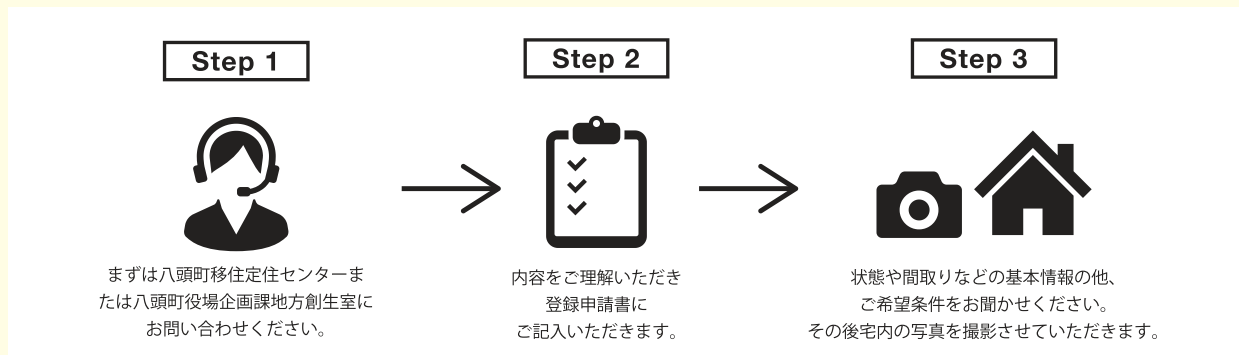 Step 1
まずは八頭町移住定住センターま
たは八頭町役場企画課地方創生室に
お問い合わせください。
Step 2
内容をご理解いただき
登録申請書に
ご記入いただきます。
Step 3
状態や間取りなどの基本情報の他、
ご希望条件をお聞かせください。
その後宅内の写真を撮影させていただきます。